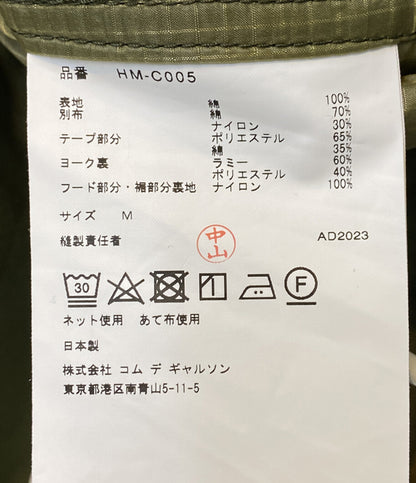 品番 HM-C005
表地 綿 100%
別布 綿 70%
ナイロン 30%
テープ部分 ポリエステル 65%
綿 35%
ヨーク裏 ラミー 60%
ポリエステル 40%
フード部分・裾部分裏地 ナイロン 100%
サイズ M
縫製責任者 中山 AD2023
30 F
ネット使用 あて布使用
日本製
株式会社 コム デ ギャルソン
東京都港区南青山5-11-5